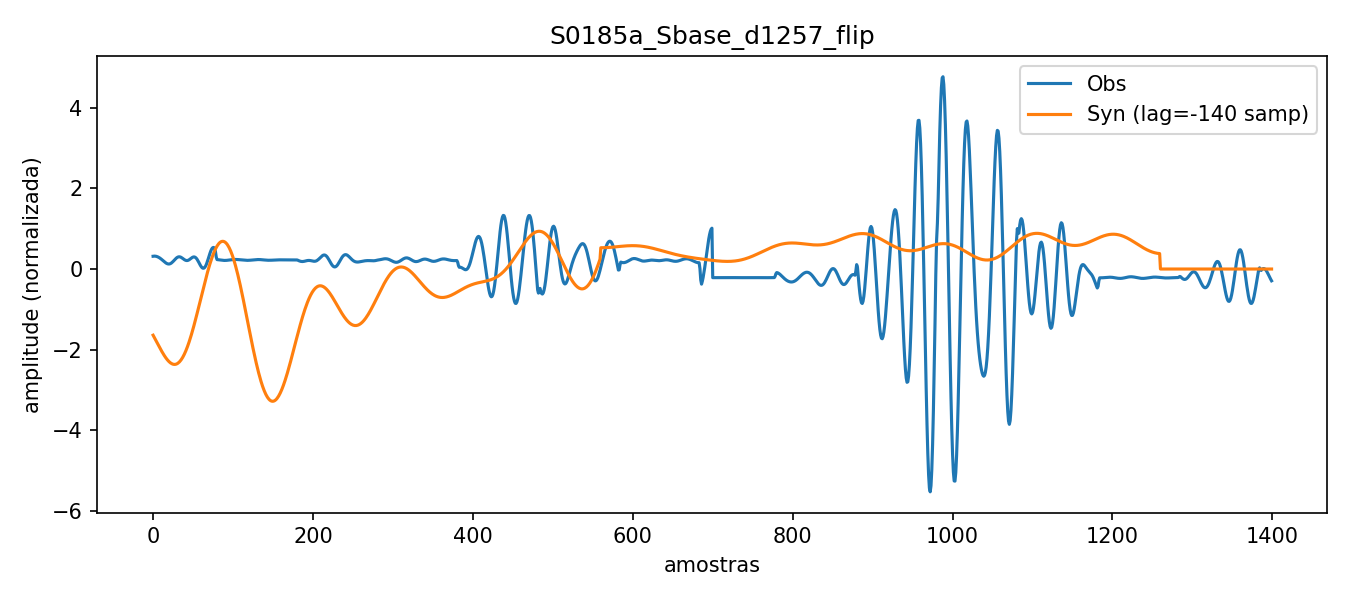 S0185a_Sbase_d1257_flip
Obs
Syn (lag=-140 samp)
amplitude (normalizada)
4
2
0
−2
−4
−6
0 200 400 600 800 1000 1200 1400
amostras